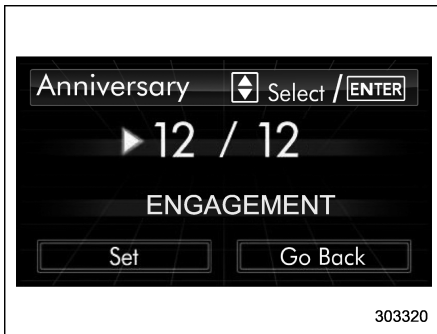 Anniversary Select / ENTER
12 / 12
ENGAGEMENT
Set Go Back
303320